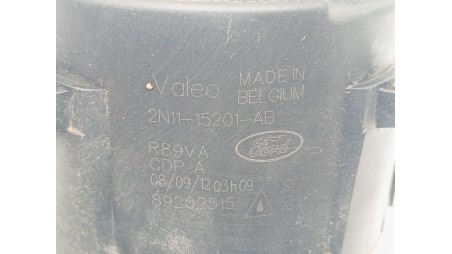 Valeo MADE IN
BELGIUM
2N11-15201-AB
R89VA
CDP :A
Ford
08/09/12 03h09
89202515